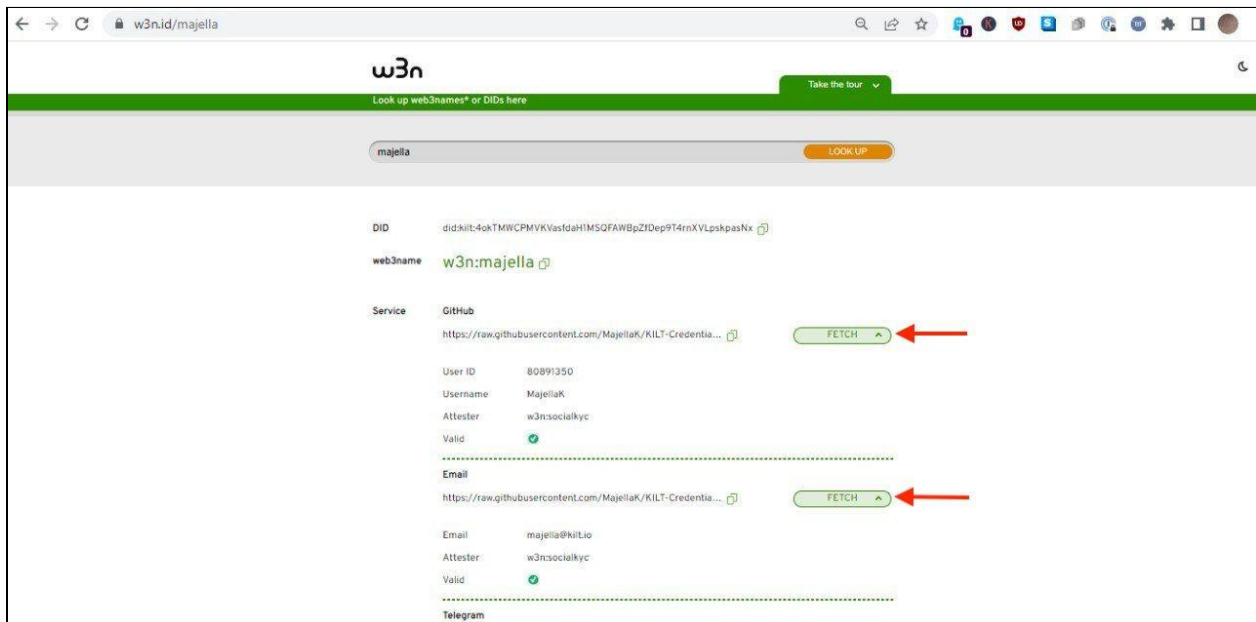 w3n.id/majella
w3n
Take the tour
Look up web3names* or DIDs here
majella
LOOK UP
DID did:kilt:4okTMWCPMVKVasfdaH1MSQFAWBpZfDep9T4rnXVLpskpasNx
web3name w3n:majella
Service GitHub
https://raw.githubusercontent.com/MajellaK/KILT-Credentia... FETCH
User ID 80891350
Username MajellaK
Attester w3n:socialkyc
Valid
Email
https://raw.githubusercontent.com/MajellaK/KILT-Credentia... FETCH
Email majella@kilt.io
Attester w3n:socialkyc
Valid
Telegram